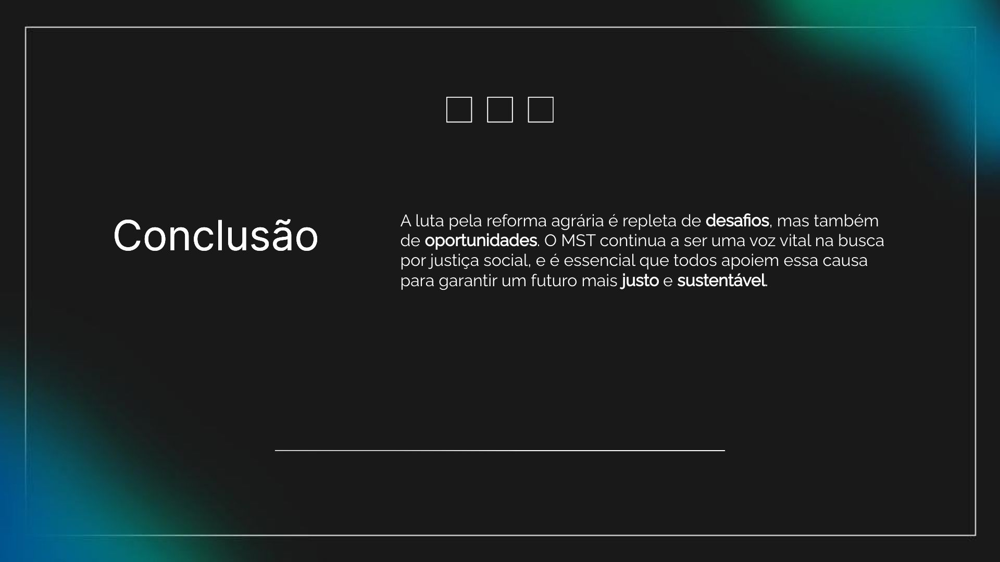 Conclusão
A luta pela reforma agrária é repleta de desafios, mas também
de oportunidades. O MST continua a ser uma voz vital na busca
por justiça social, e é essencial que todos apoiem essa causa
para garantir um futuro mais justo e sustentável.